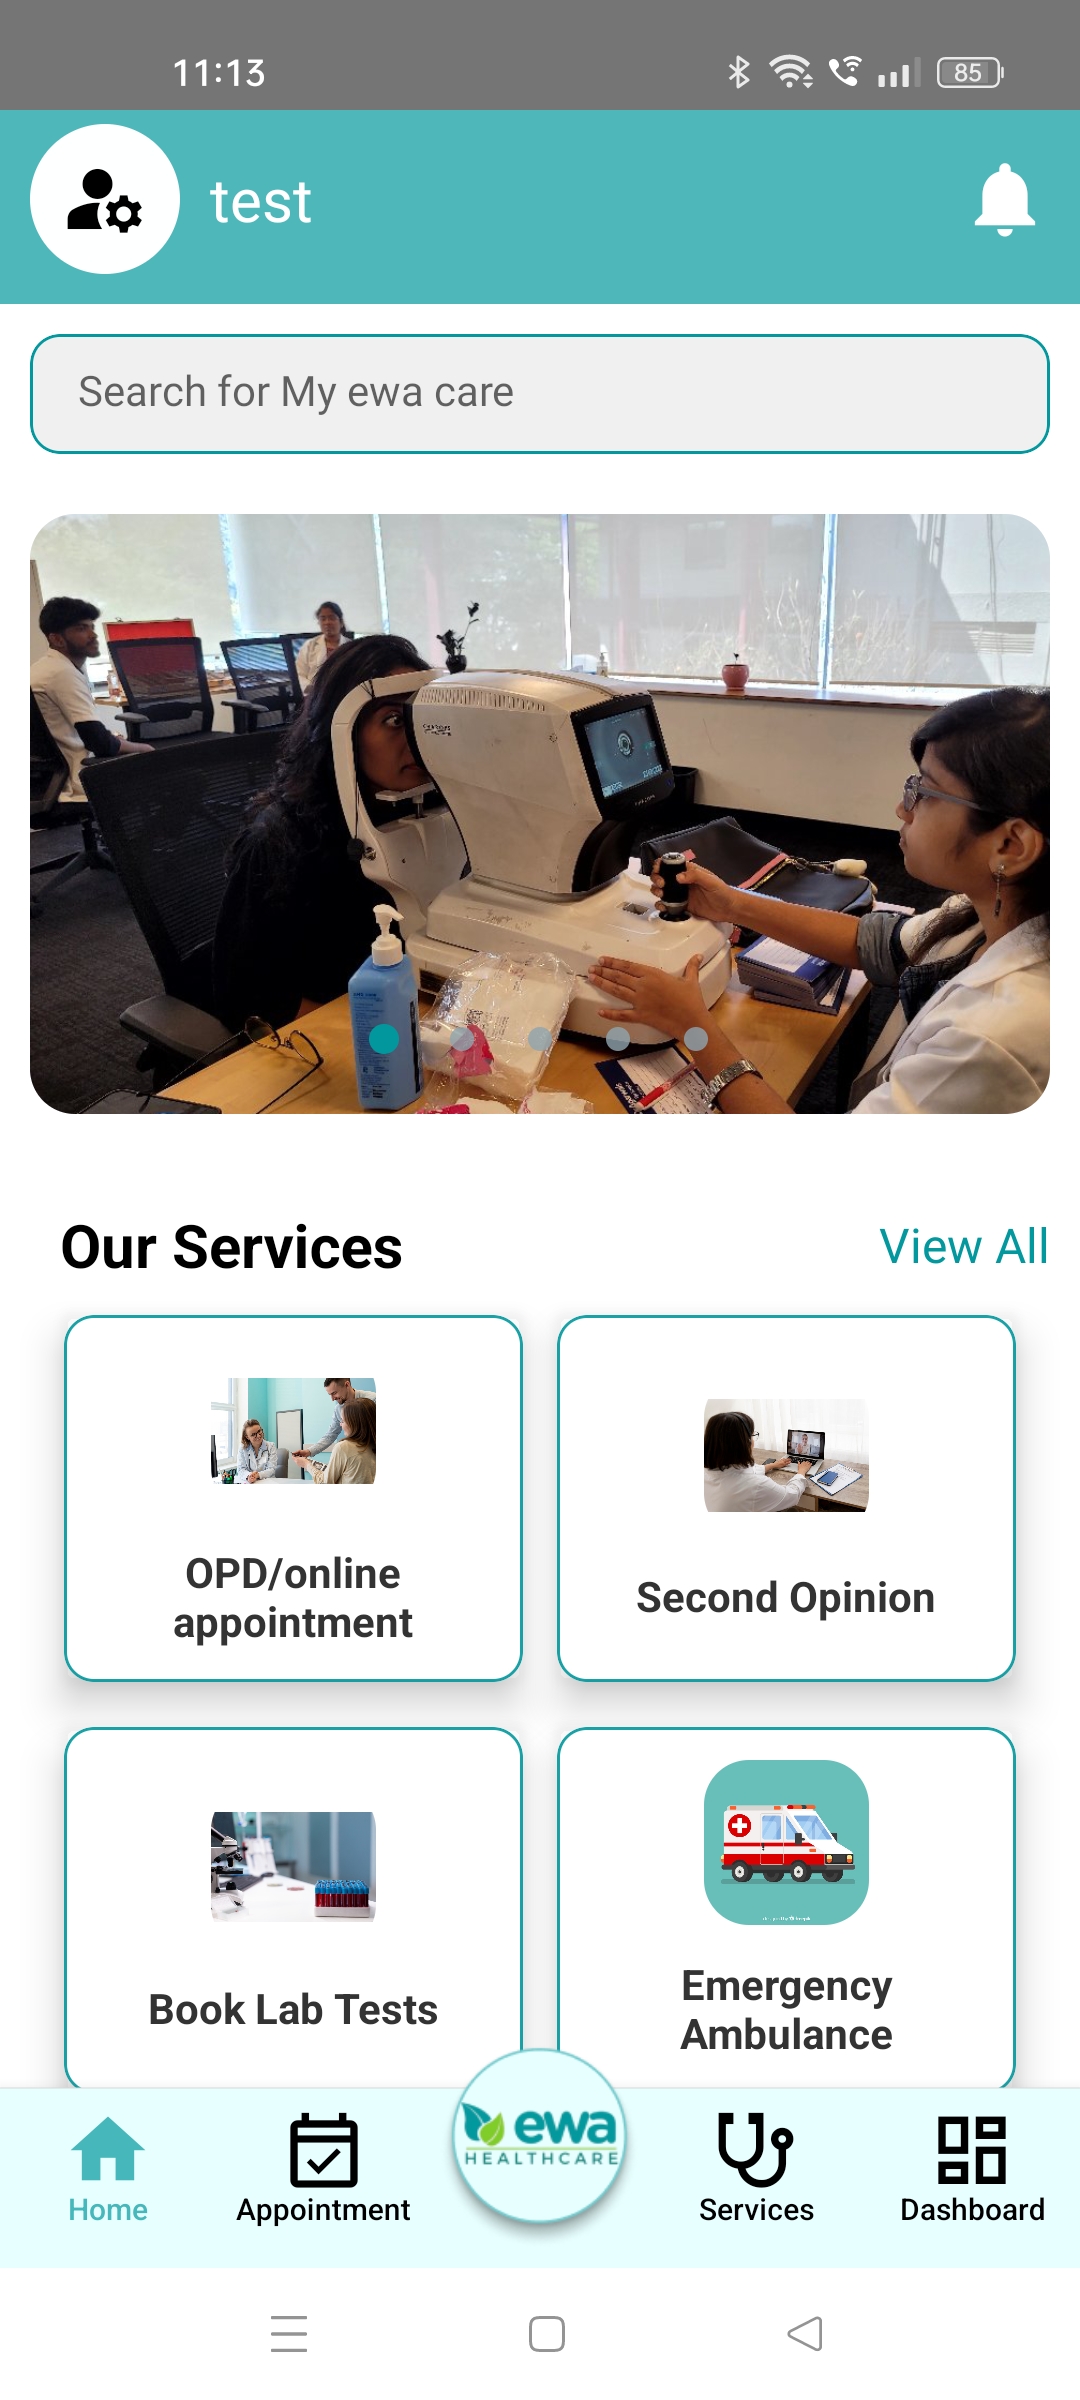 11:13
85
test
Search for My ewa care
Our Services
View All
OPD/online
appointment
Second Opinion
Book Lab Tests
Emergency
Ambulance
ewa
HEALTHCARE
Home
Appointment
Services
Dashboard